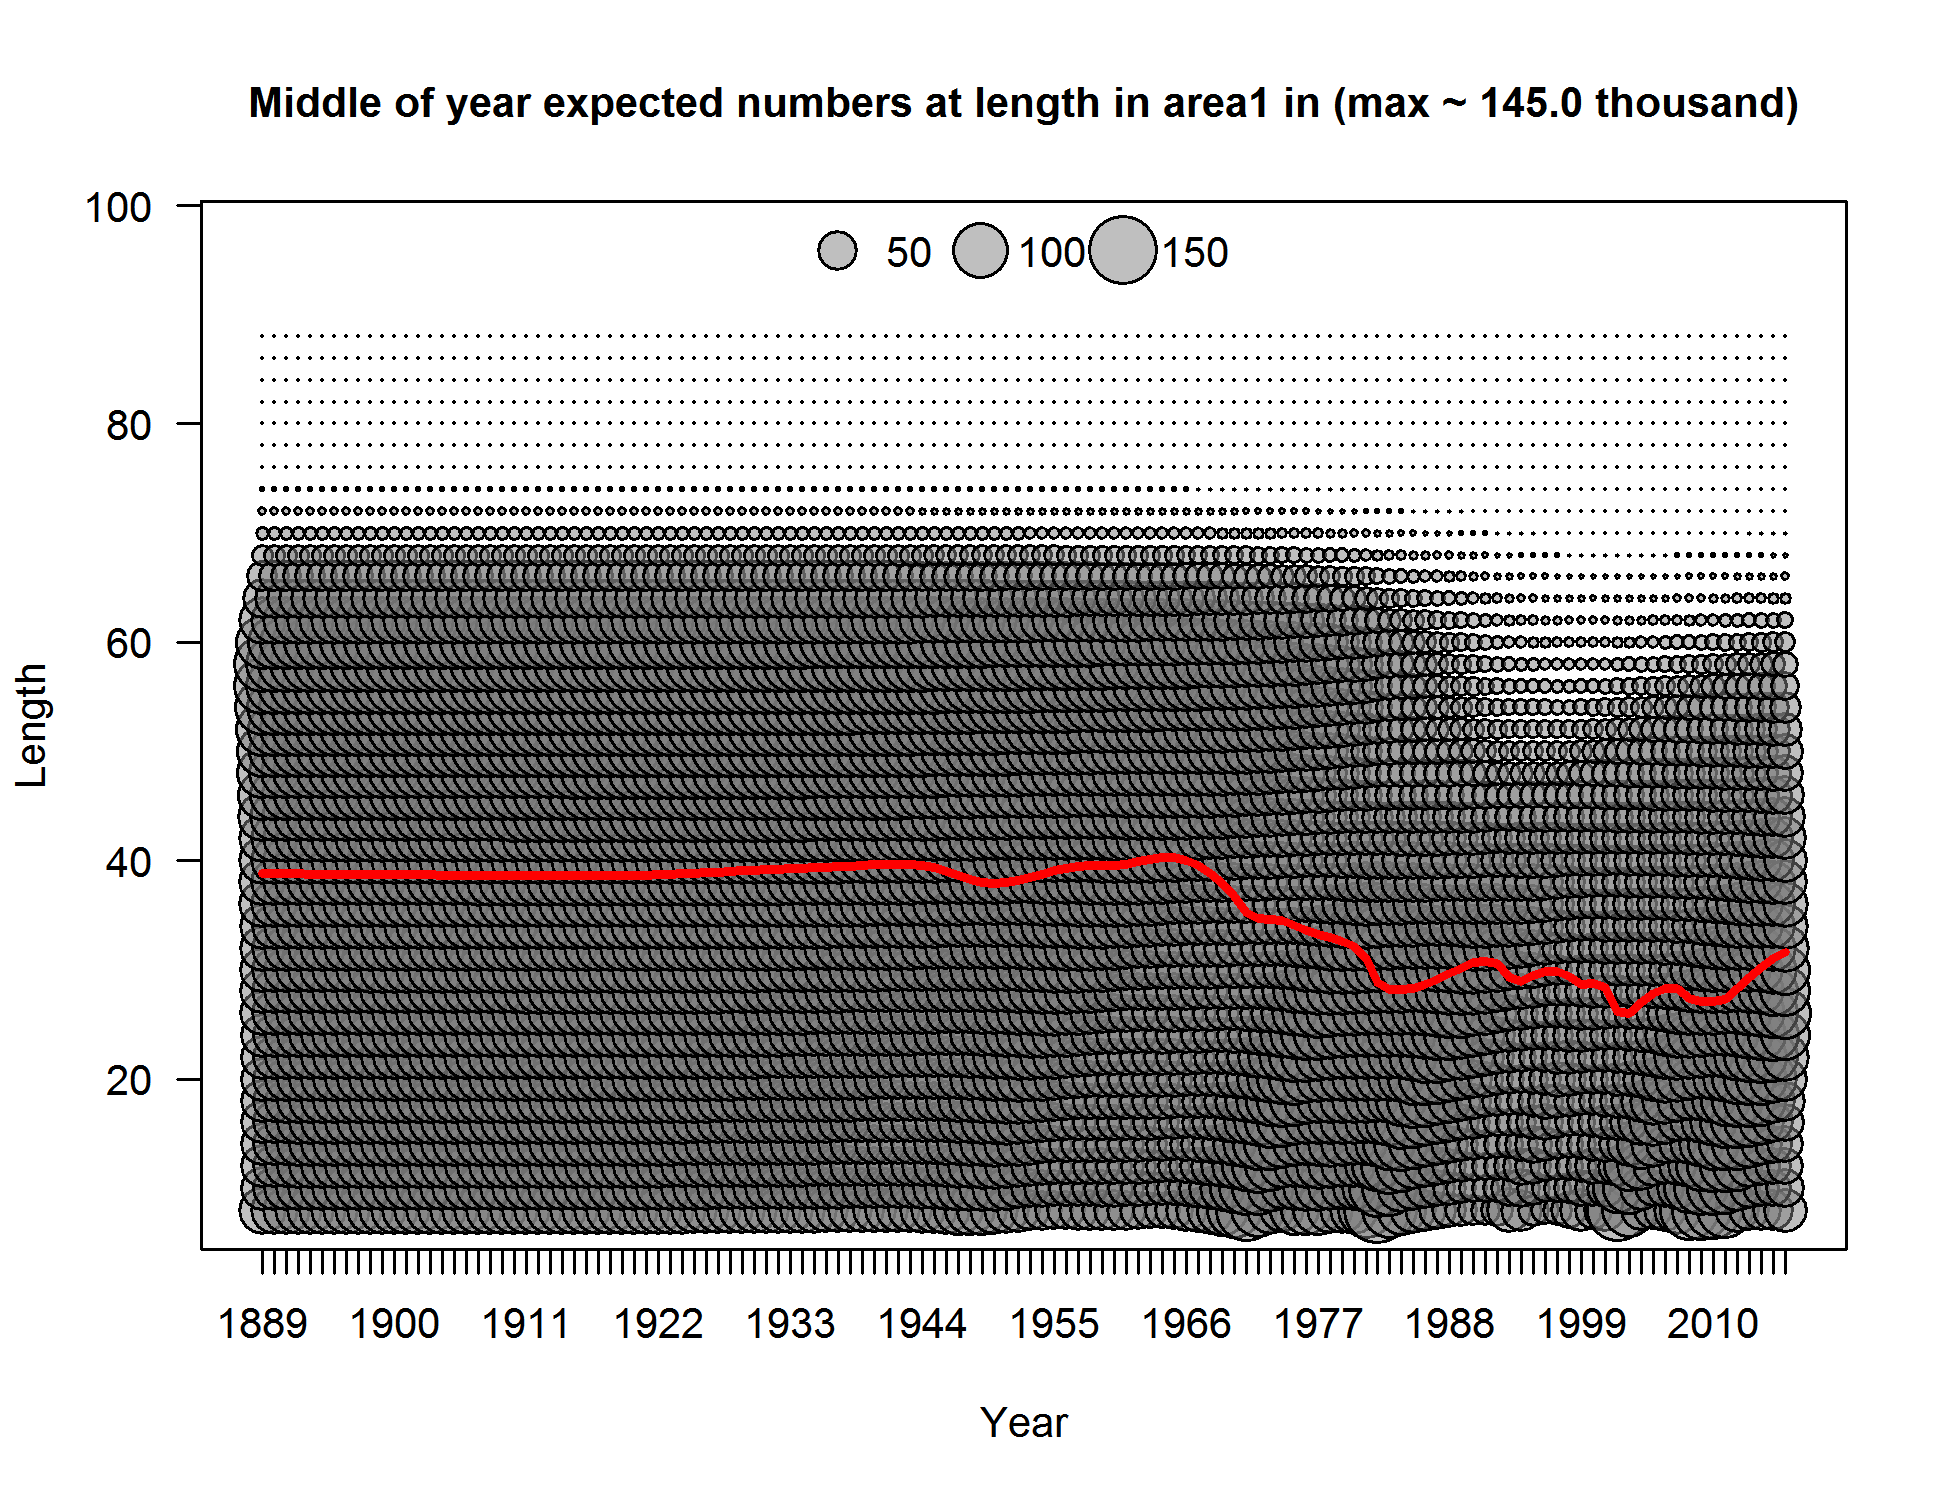 Middle of year expected numbers at length in area1 in (max ~ 145.0 thousand)
50 100 150
100
80
60
40
20
Length
1889 1900 1911 1922 1933 1944 1955 1966 1977 1988 1999 2010
Year